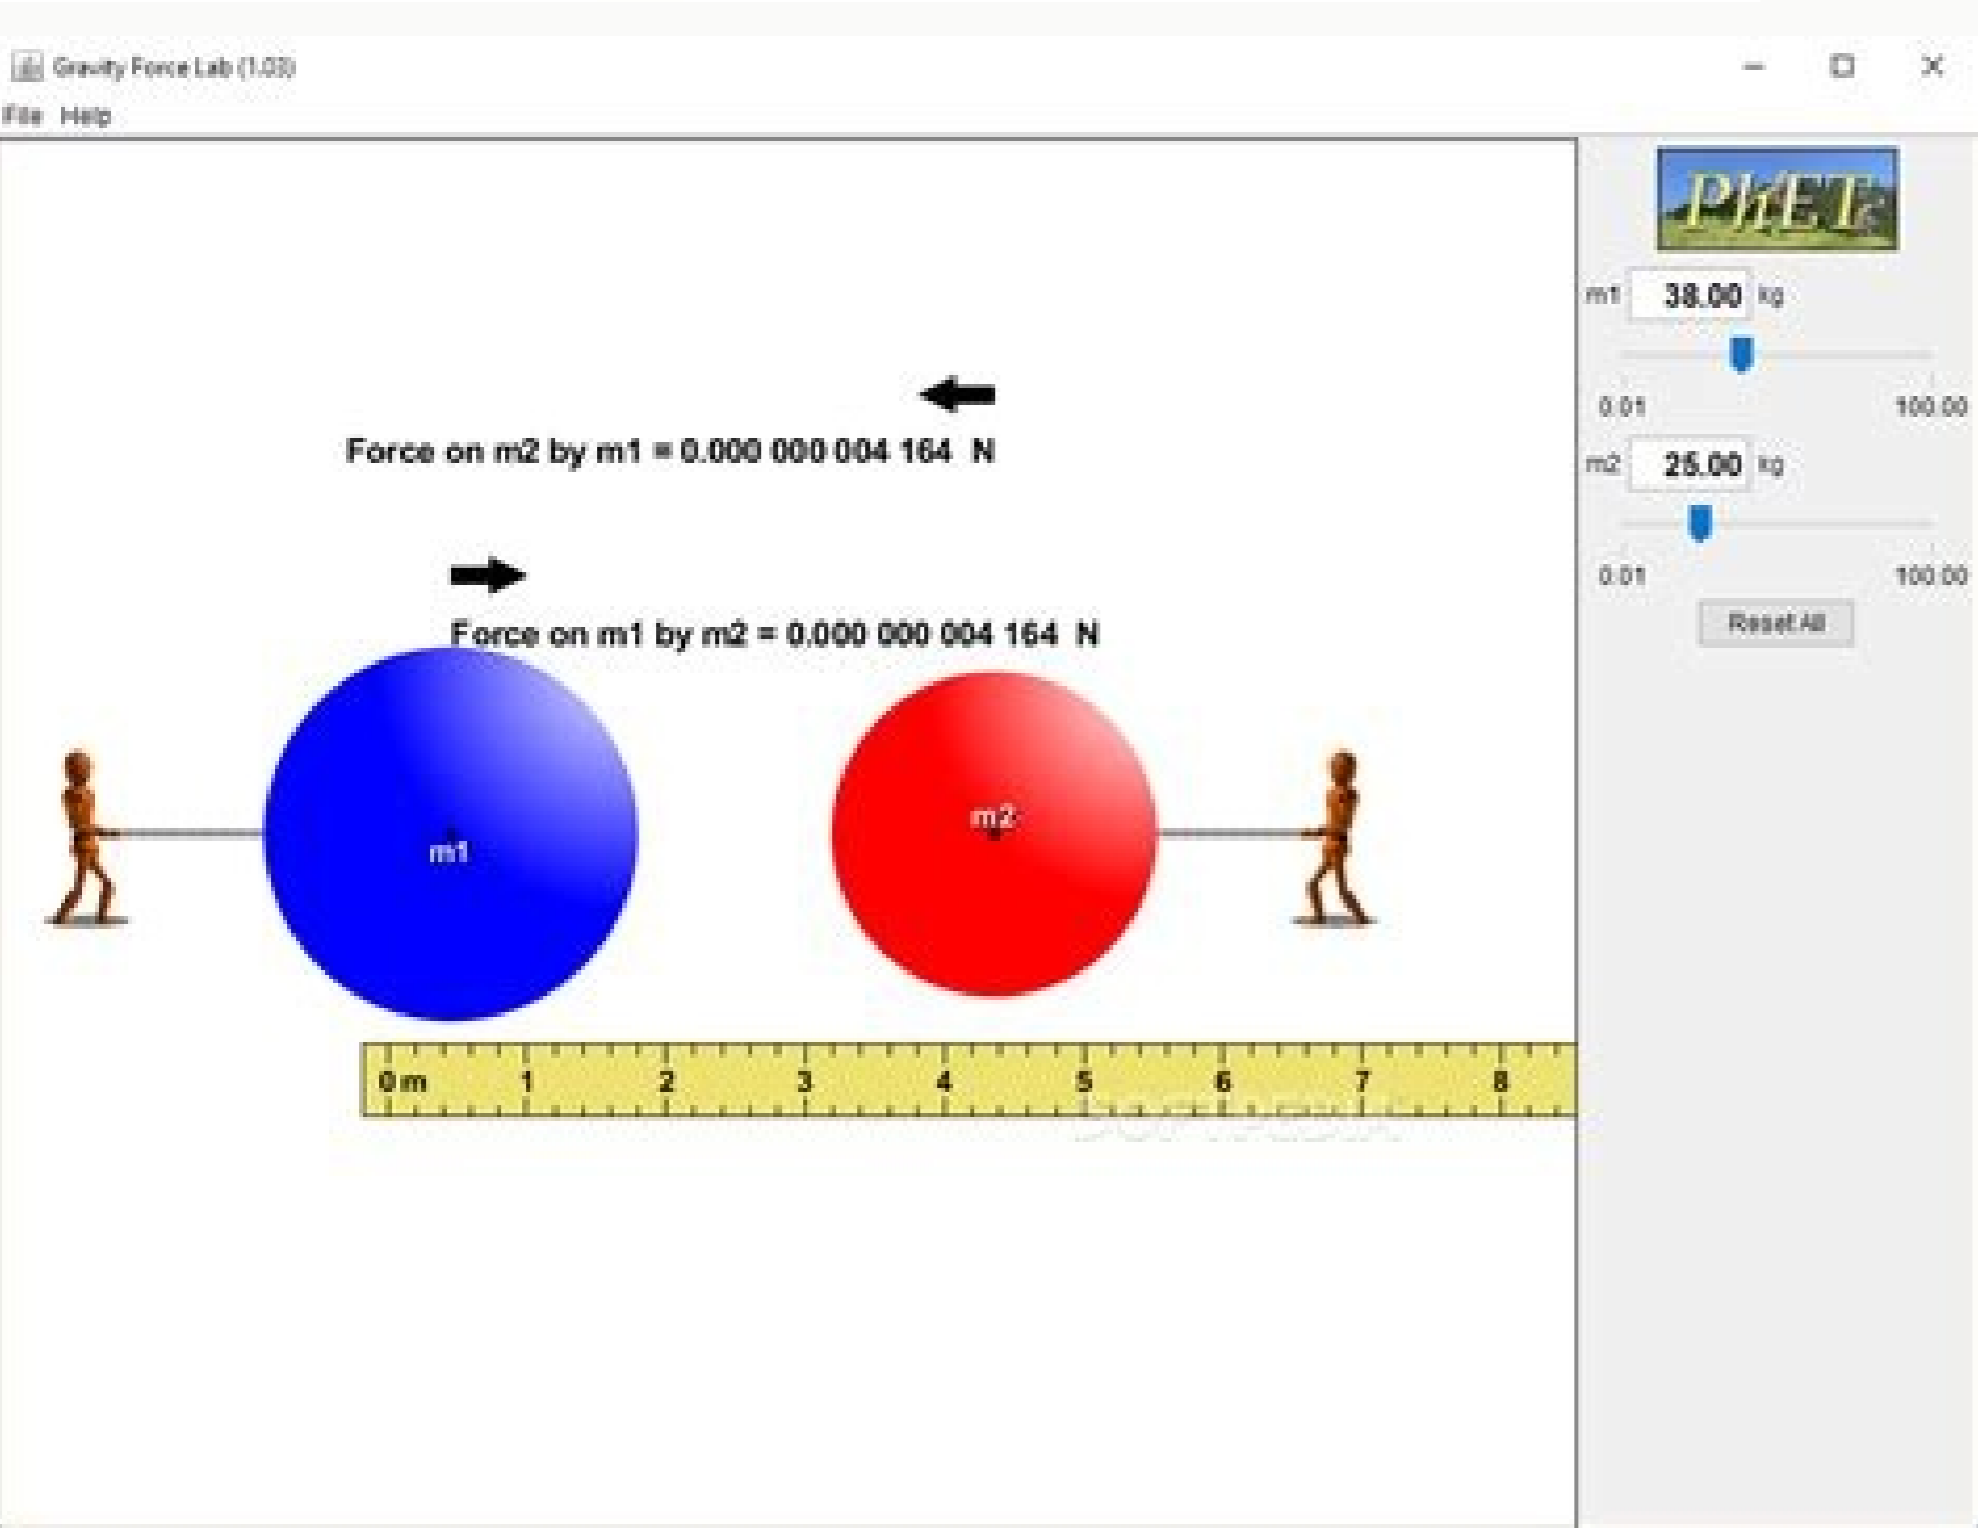 Gravity Force Lab (1.03)
File Help
PhET
m1 38.00 kg
0.01 100.00
m2 25.00 kg
0.01 100.00
Reset All
Force on m2 by m1 = 0.000 000 004 164 N
Force on m1 by m2 = 0.000 000 004 164 N
m1
m2
0 m 1 2 3 4 5 6 7 8